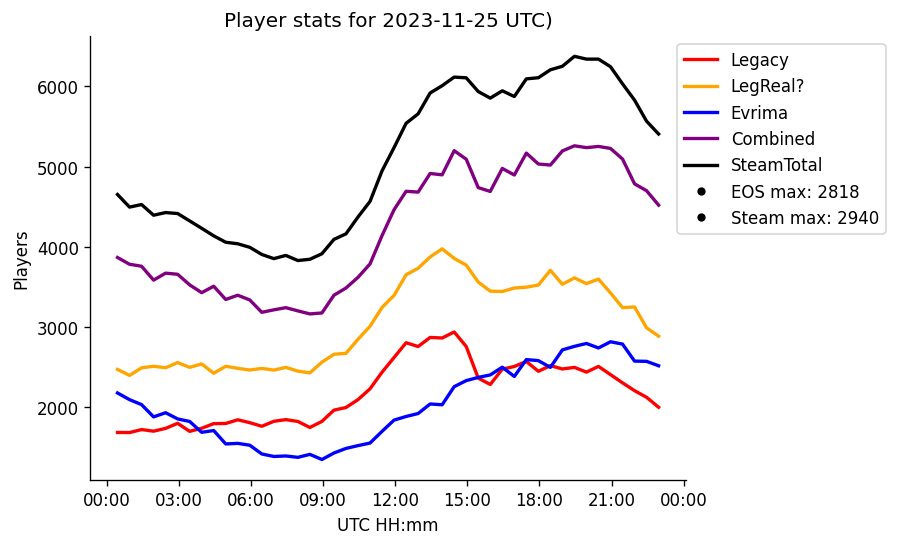 Player stats for 2023-11-25 UTC)
Legacy
LegReal?
Evrima
Combined
SteamTotal
EOS max: 2818
Steam max: 2940
Players
6000
5000
4000
3000
2000
00:00 03:00 06:00 09:00 12:00 15:00 18:00 21:00 00:00
UTC HH:mm